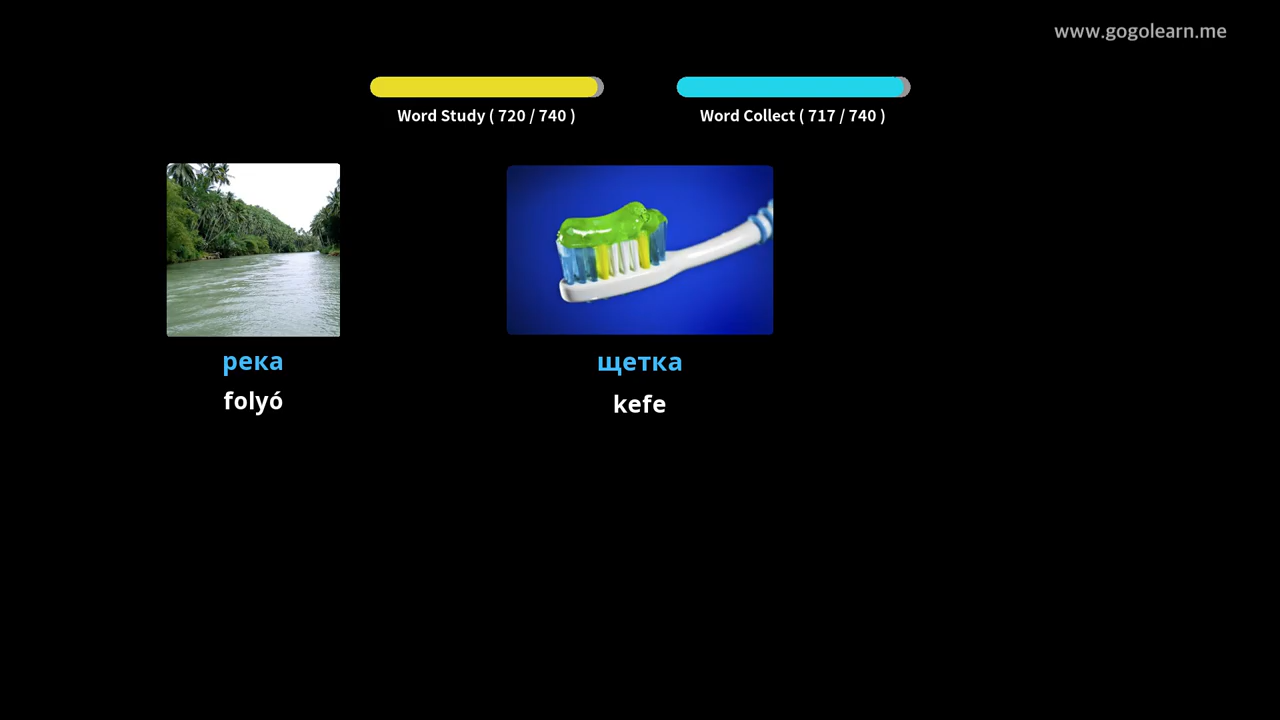 www.gogolearn.me
Word Study ( 720 / 740 )
Word Collect ( 717 / 740 )
река
folyó
щетка
kefe